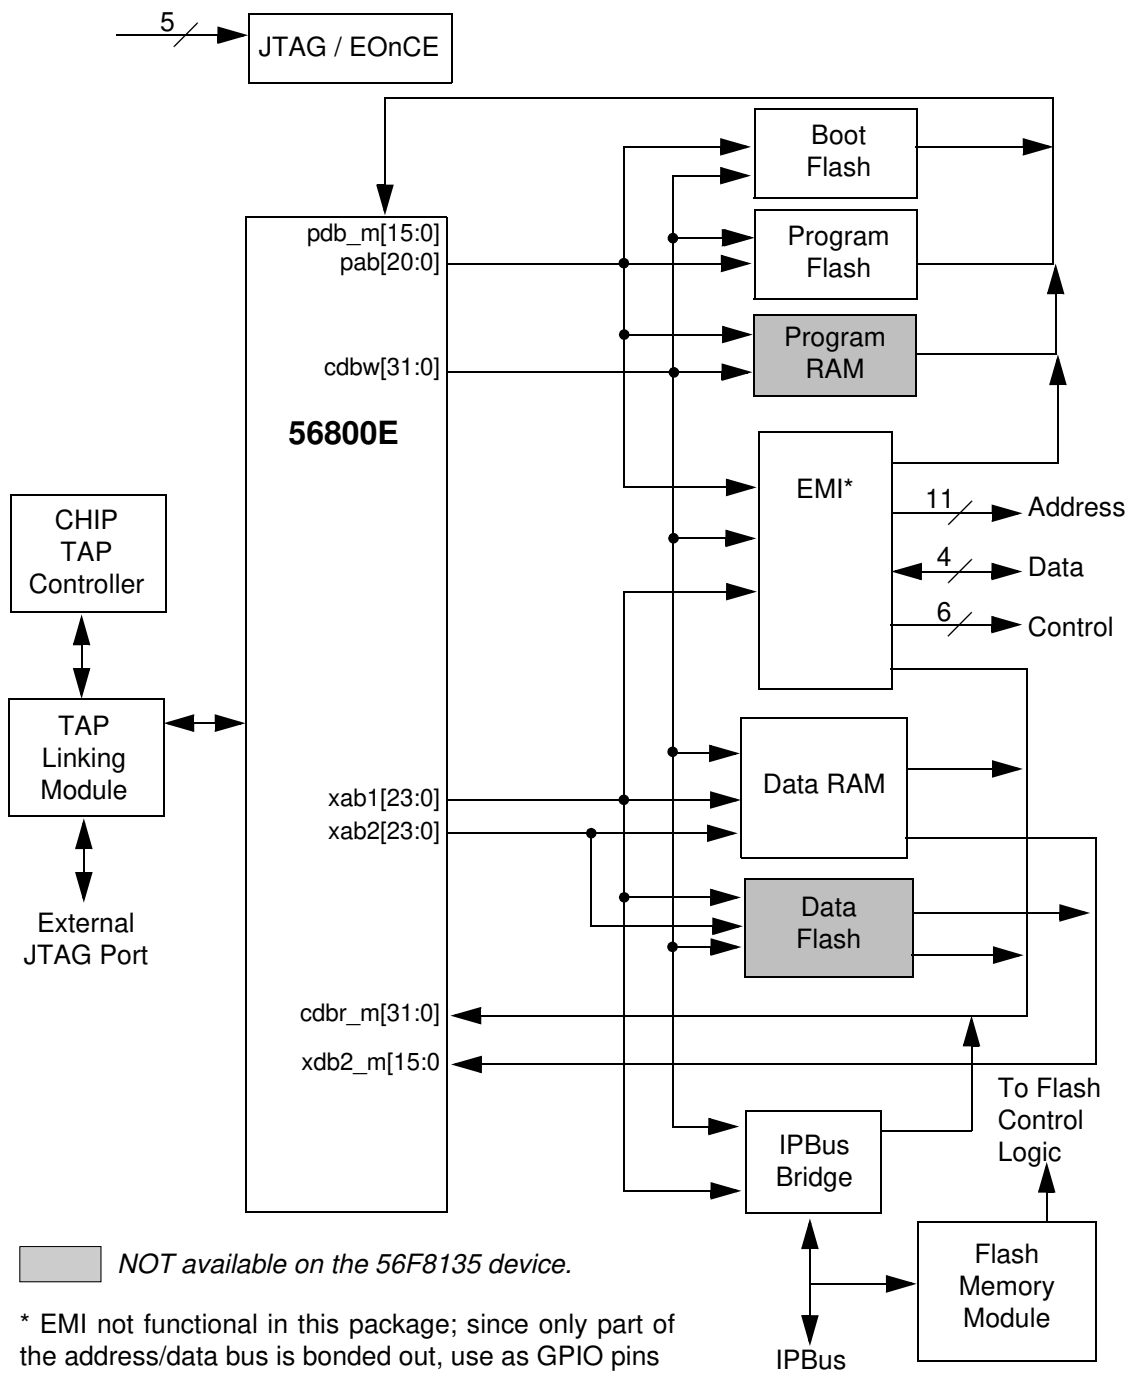 5
JTAG / EOnCE
Boot
Flash
pdb_m[15:0]
pab[20:0]
Program
Flash
cdbw[31:0]
Program
RAM
56800E
EMI*
11
Address
4
Data
6
Control
CHIP
TAP
Controller
TAP
Linking
Module
External
JTAG Port
xab1[23:0]
xab2[23:0]
Data RAM
Data
Flash
cdbr_m[31:0]
xdb2_m[15:0
To Flash
Control
Logic
IPBus
Bridge
Flash
Memory
Module
IPBus
NOT available on the 56F8135 device.
* EMI not functional in this package; since only part of
the address/data bus is bonded out, use as GPIO pins